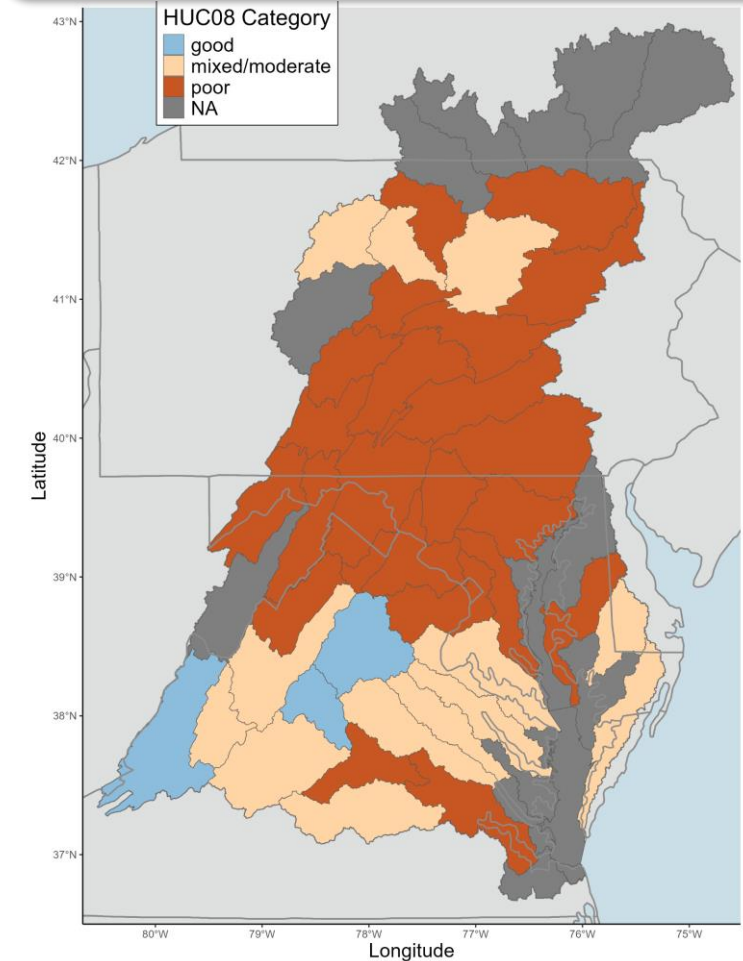 HUC08 Category
good
mixed/moderate
poor
NA
43°N
42°N
41°N
40°N
39°N
38°N
37°N
Latitude
80°W 79°W 78°W 77°W 76°W 75°W
Longitude